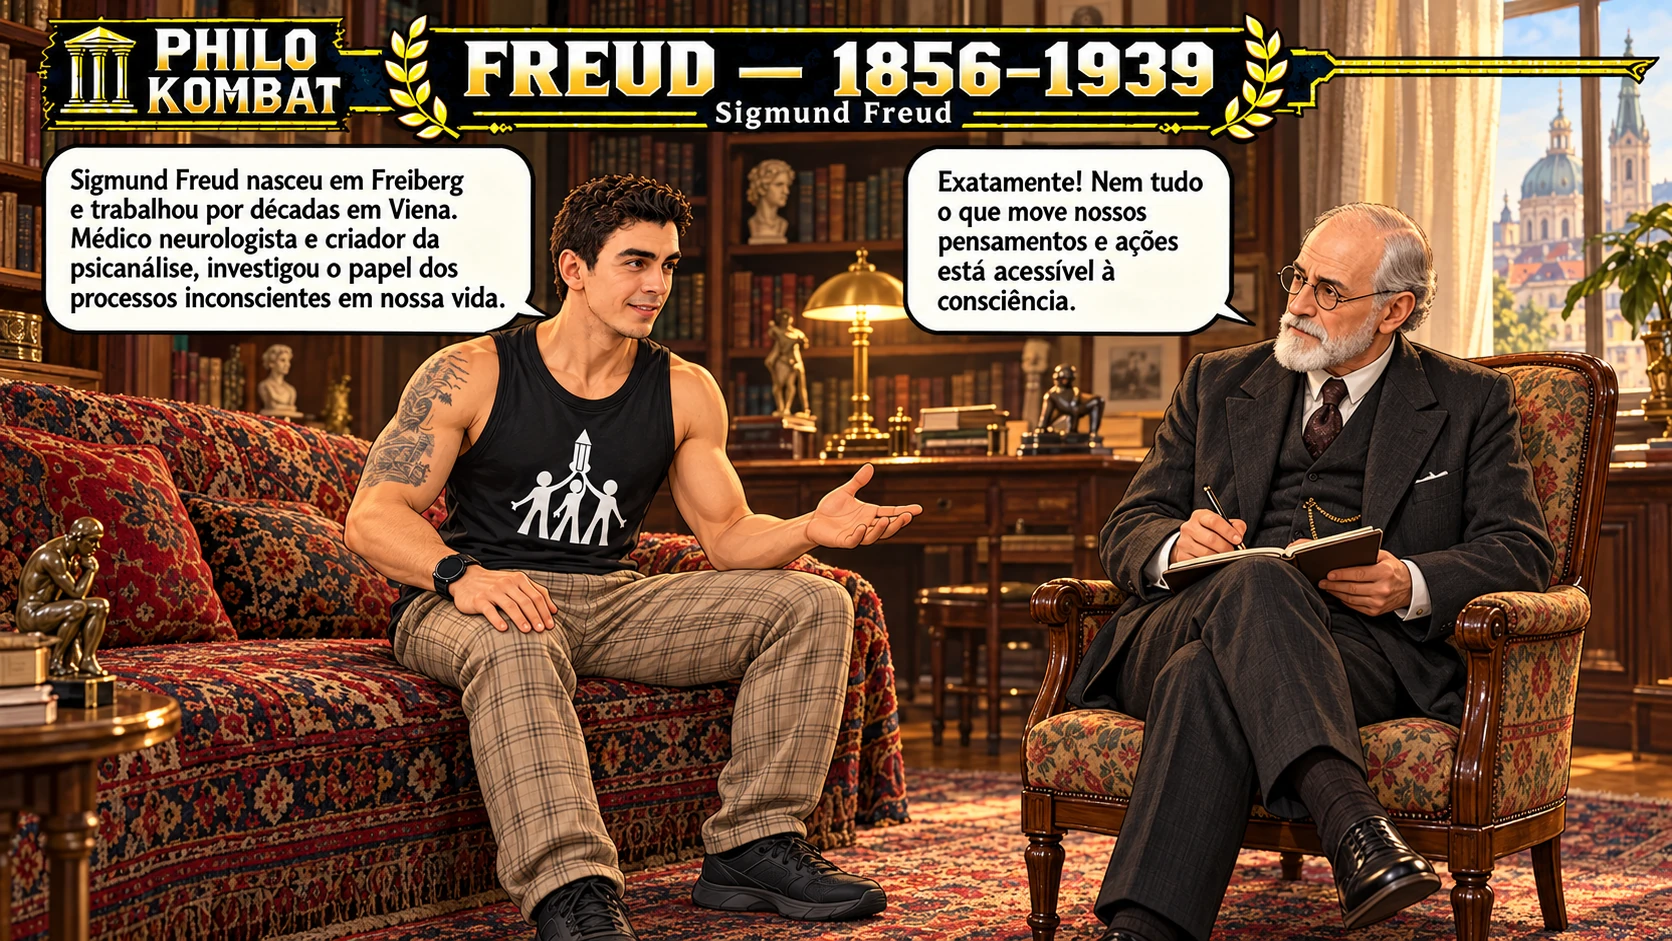 PHILO
KOMBAT
FREUD — 1856–1939
Sigmund Freud
Sigmund Freud nasceu em Freiberg
e trabalhou por décadas em Viena.
Médico neurologista e criador da
psicanálise, investigou o papel dos
processos inconscientes em nossa vida.
Exatamente! Nem tudo
o que move nossos
pensamentos e ações
está acessível à
consciência.